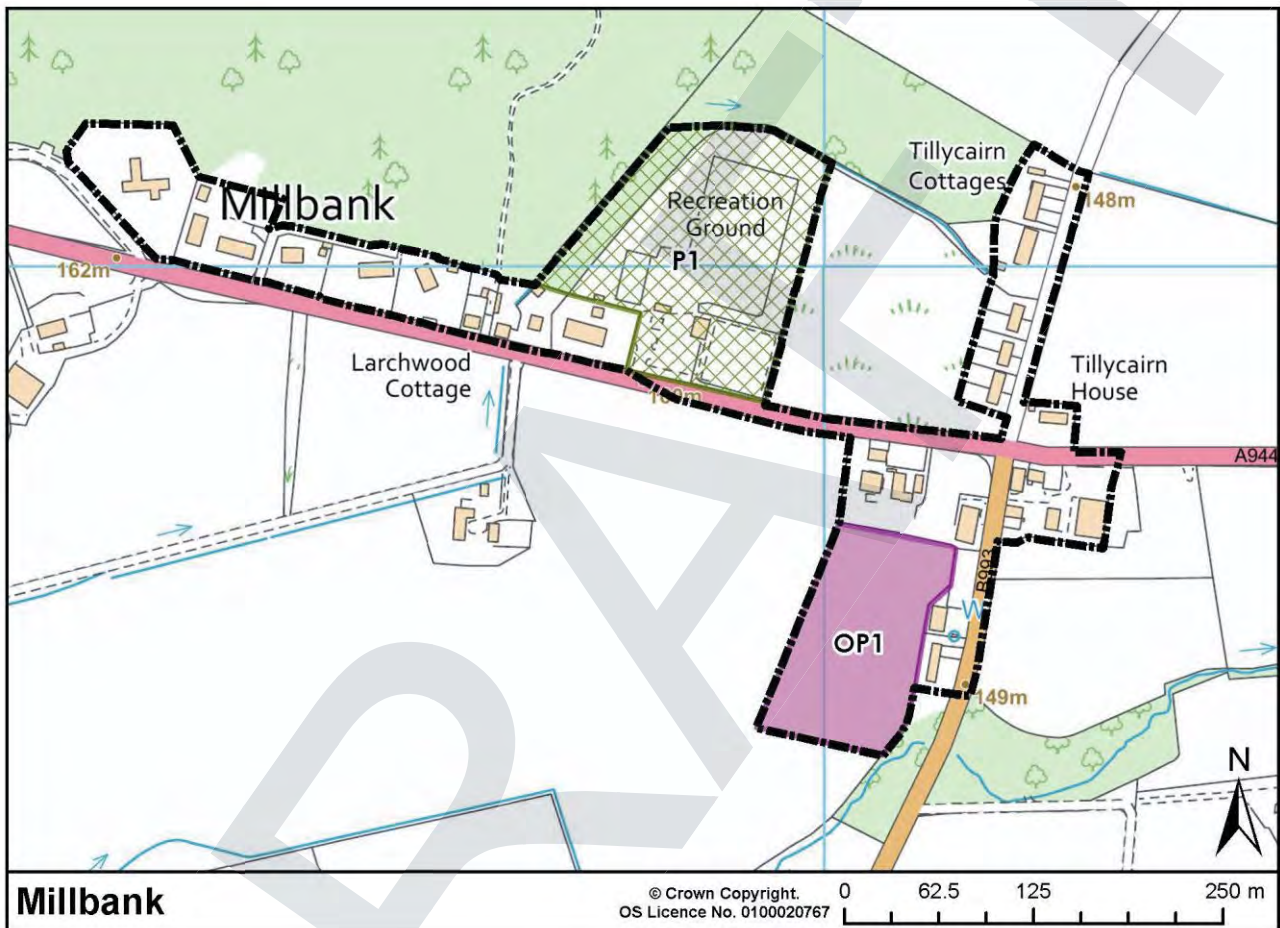 Tillycairn
Cottages
148m
Millbank
Recreation
Ground
P1
162m
Larchwood
Cottage
Tillycairn
House
A944
B993
W
OP1
149m
N
Millbank
© Crown Copyright.
OS Licence No. 0100020767
0 62.5 125 250 m
DRAFT